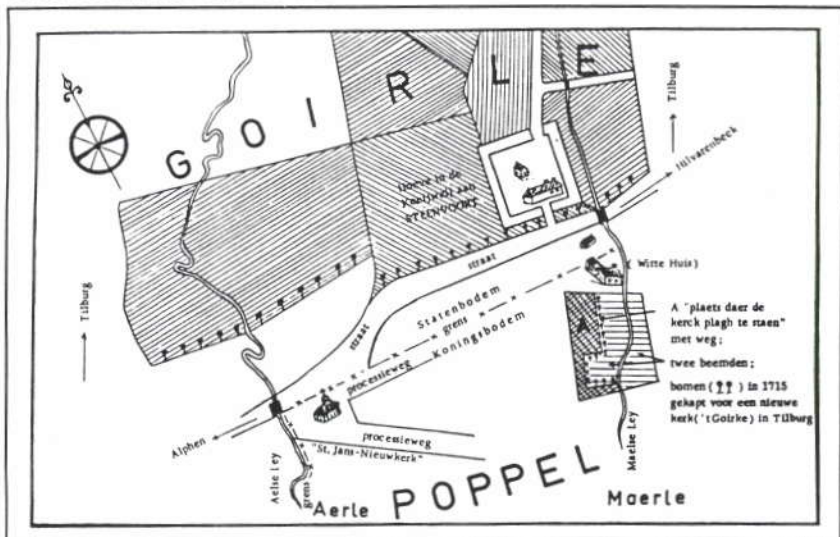 GOIRLE
Tilburg
Hilvarenbeek
Hoeve in de
aan
STEENVOORT
straat
(Witte Huis)
Statenbodem
grens
Koningsbodem
straat
processieweg
Tilburg
A
A "plaets daer de
kerck plagh te staen"
met weg;
twee beemden;
bomen ( ) in 1715
gekapt voor een nieuwe
kerk ('t Goirke) in Tilburg
Alphen
processieweg
"St. Jans-Nieuwkerk"
Aelse Ley
grens
Maelse Ley
Aerle
POPPEL
Maerle